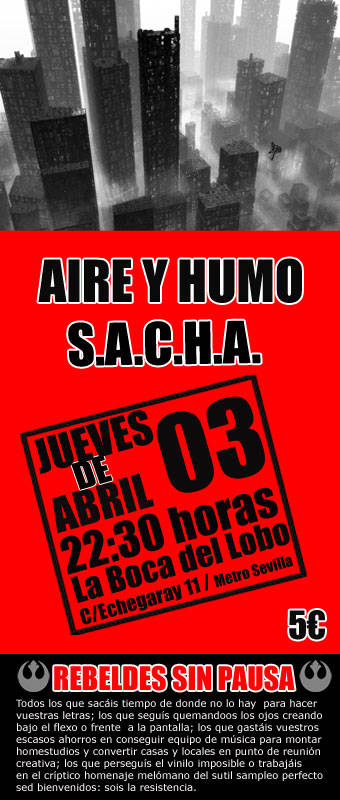 AIRE Y HUMO
S.A.C.H.A.
JUEVES 03
DE
ABRIL
22:30 horas
La Boca del Lobo
C/Echegaray 11 / Metro Sevilla
5€
REBELDES SIN PAUSA
Todos los que sacáis tiempo de donde no lo hay para hacer
vuestras letras; los que seguís quemandoos los ojos creando
bajo el flexo o frente a la pantalla; los que gastáis vuestros
escasos ahorros en conseguir equipo de música para montar
homestudios y convertir casas y locales en punto de reunión
creativa; los que perseguís el vinilo imposible o trabajáis
en el críptico homenaje melómano del sutil sampleo perfecto
sed bienvenidos: sois la resistencia.